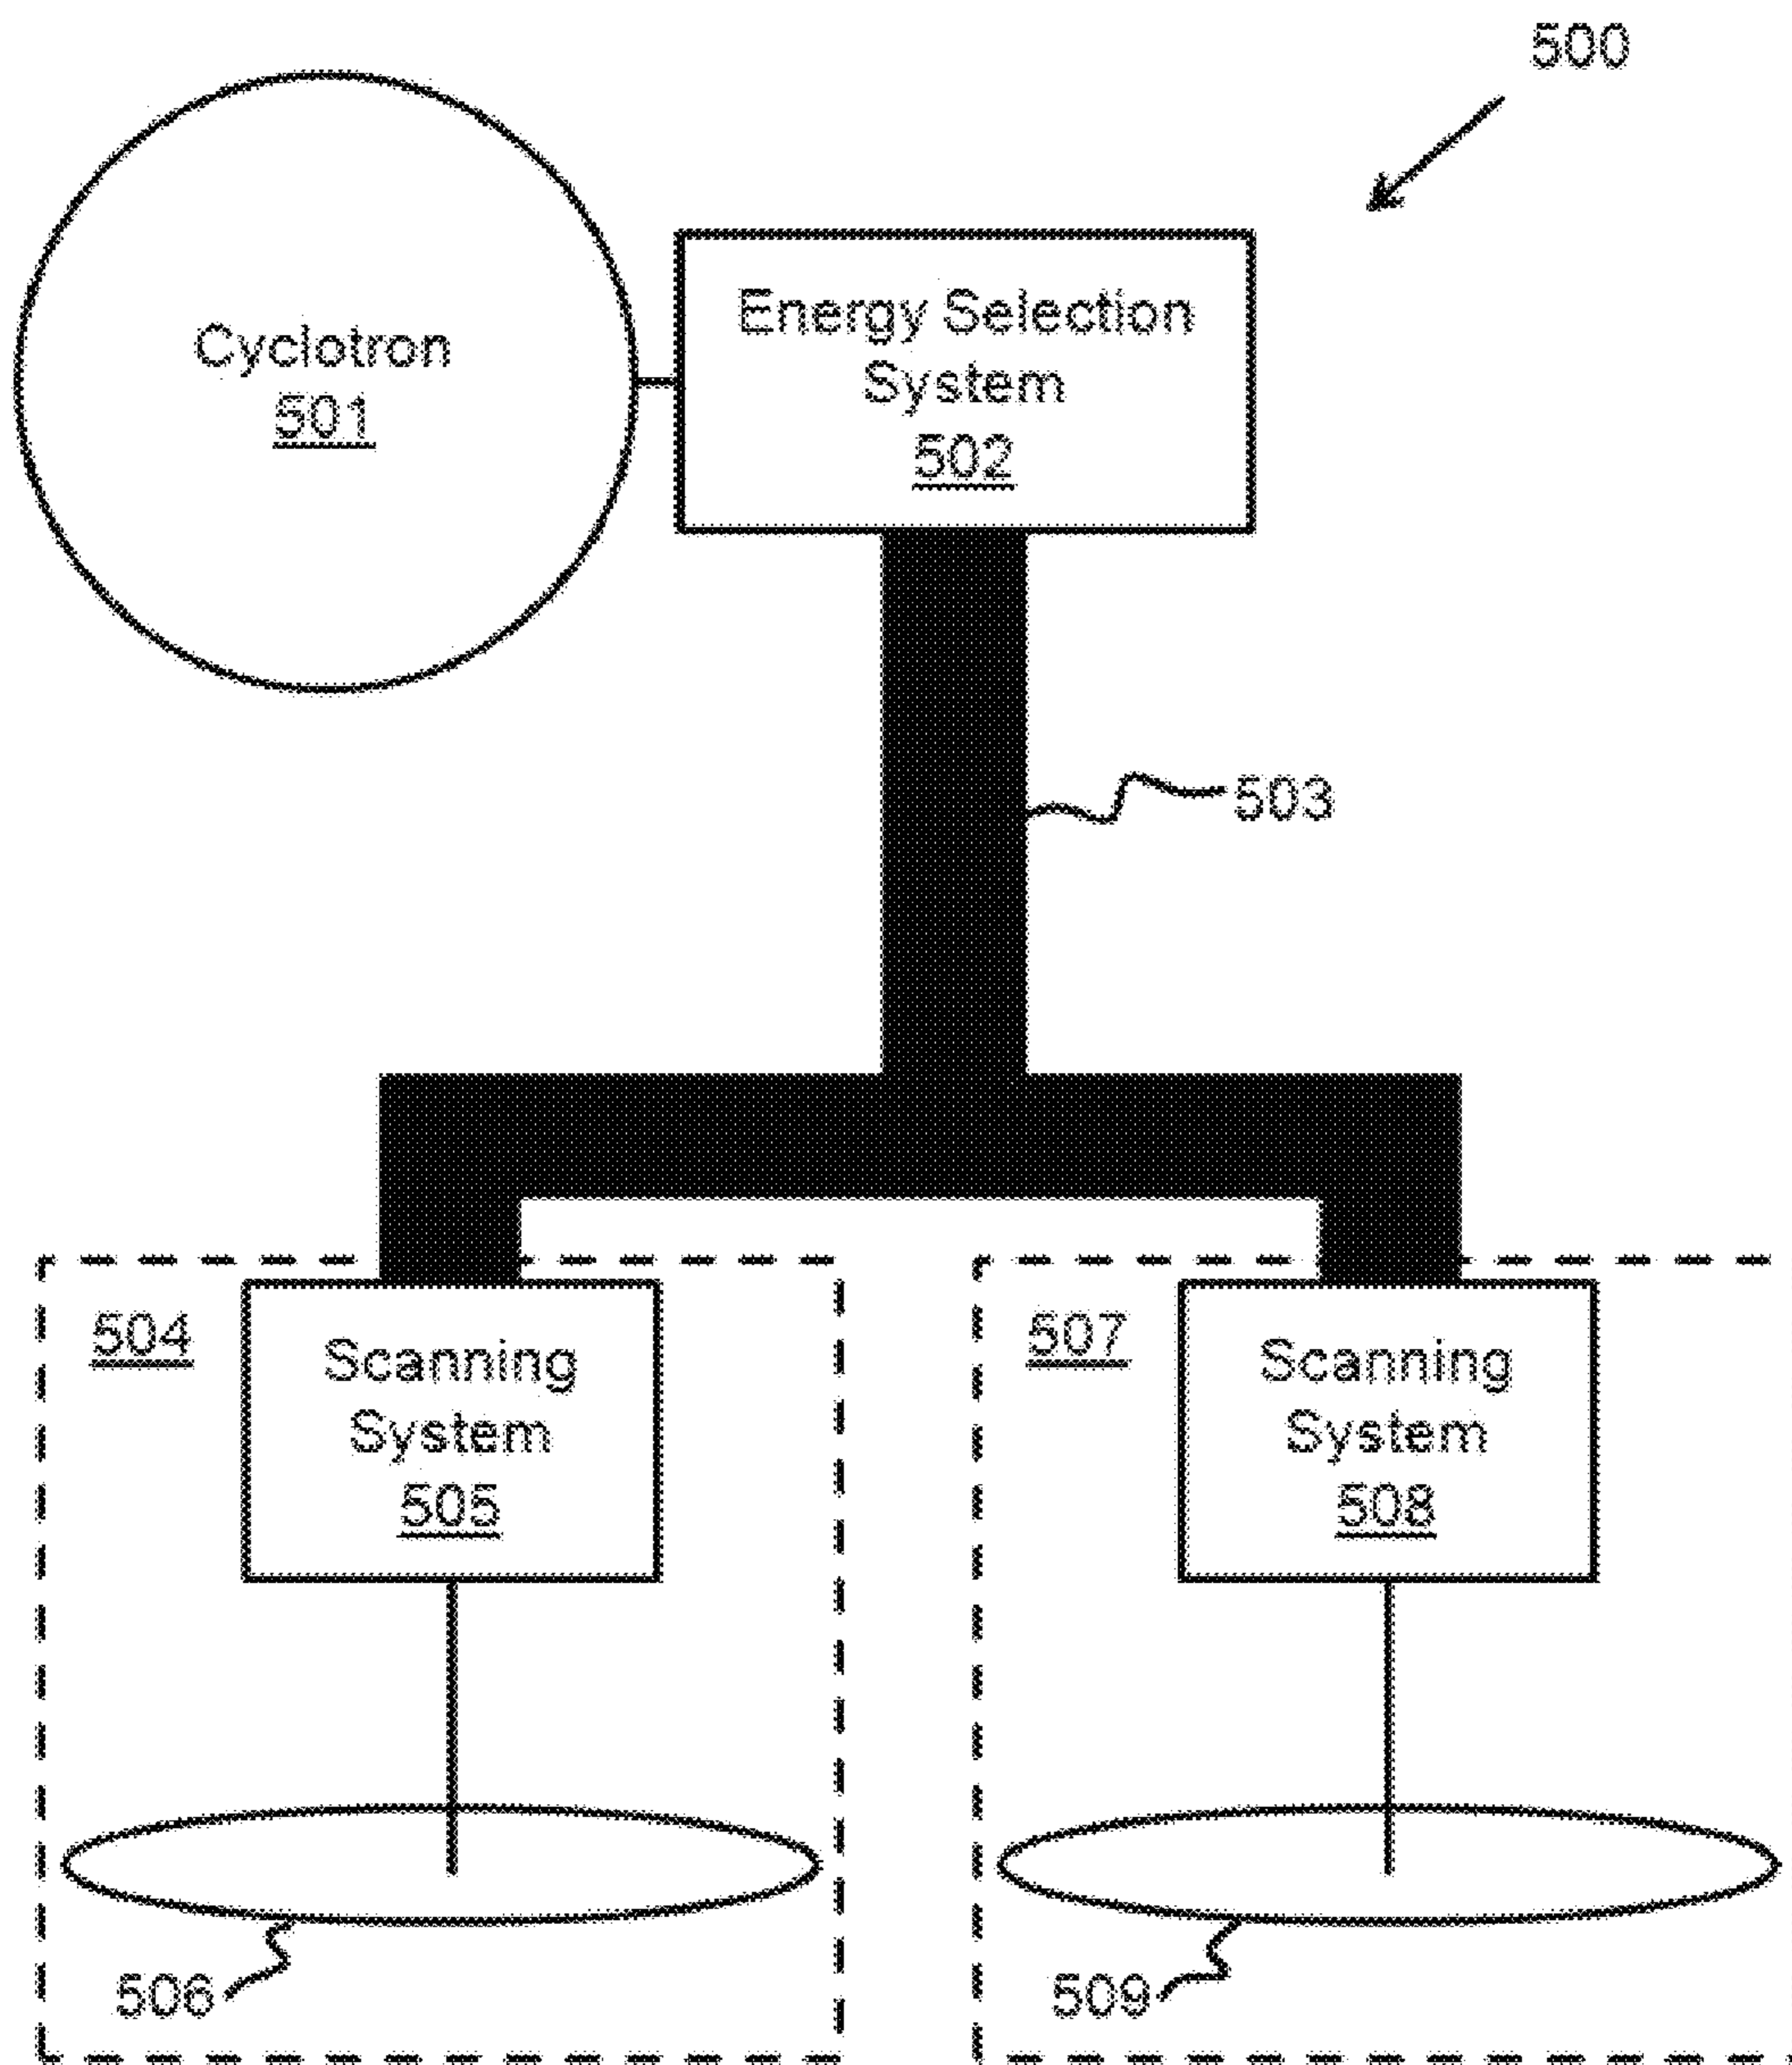 500
Cyclotron
501
Energy Selection
System
502
503
504
Scanning
System
505
507
Scanning
System
508
506
509